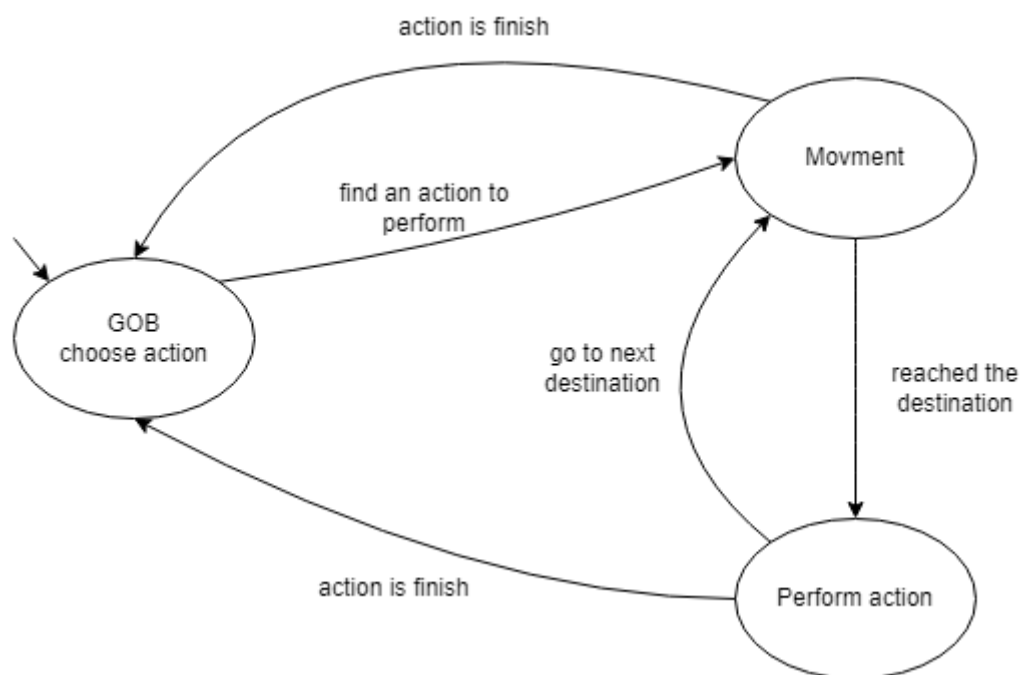 action is finish
Movment
find an action to
perform
GOB
choose action
go to next
destination
reached the
destination
action is finish
Perform action